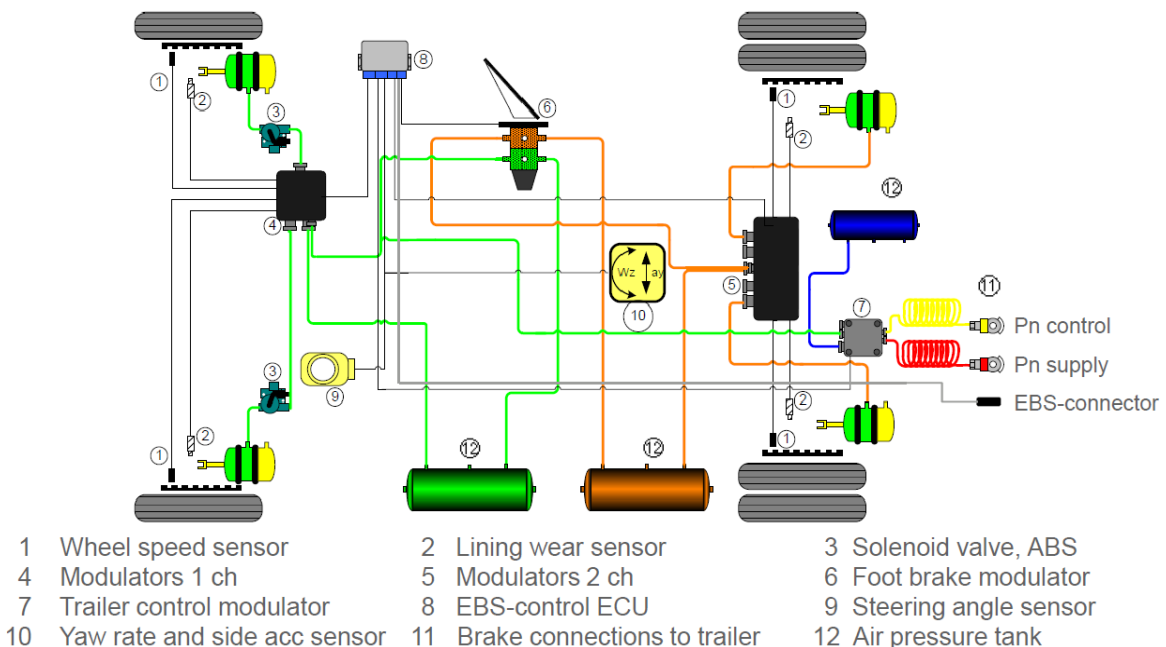 8
1
6
1
2
3
2
12
4
Wz ay
5
7
11
10
Pn control
3
9
Pn supply
EBS-connector
2
2
1
12
12
1
1 Wheel speed sensor 2 Lining wear sensor 3 Solenoid valve, ABS
4 Modulators 1 ch 5 Modulators 2 ch 6 Foot brake modulator
7 Trailer control modulator 8 EBS-control ECU 9 Steering angle sensor
10 Yaw rate and side acc sensor 11 Brake connections to trailer 12 Air pressure tank